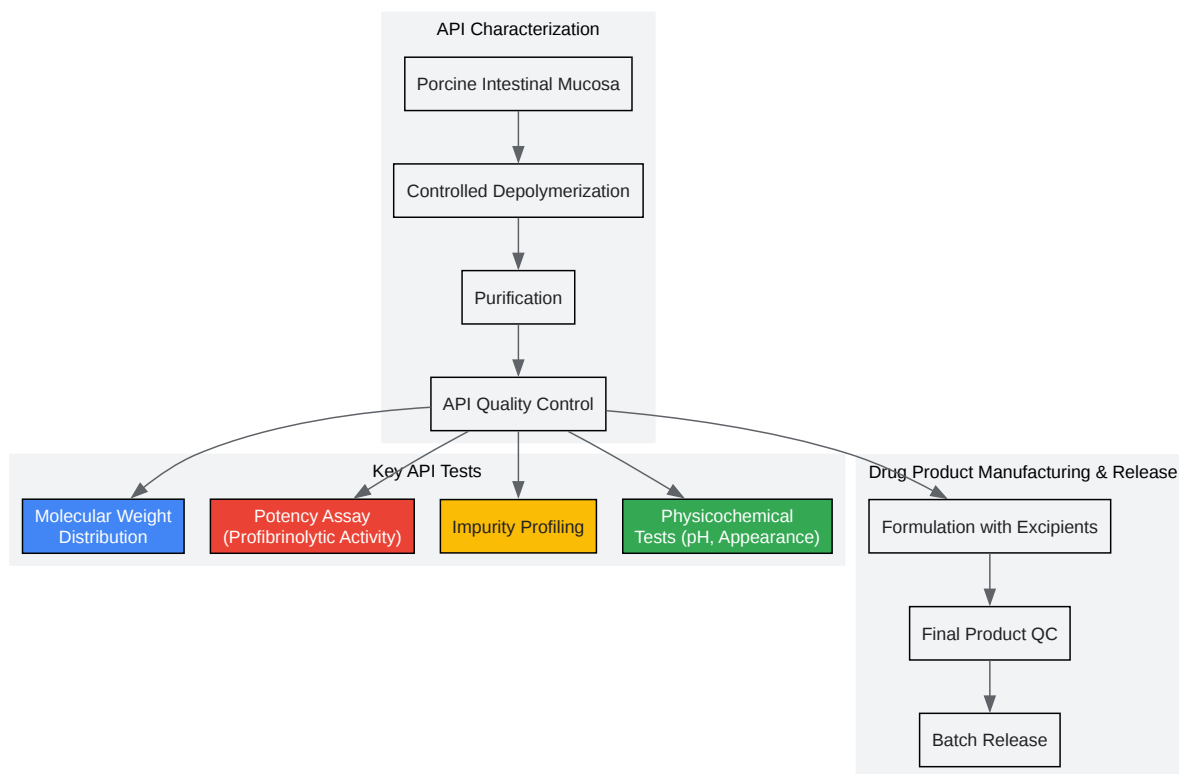 API Characterization
Porcine Intestinal Mucosa
Controlled Depolymerization
Purification
API Quality Control
Key API Tests
Molecular Weight
Distribution
Potency Assay
(Profibrinolytic Activity)
Impurity Profiling
Physicochemical
Tests (pH, Appearance)
Drug Product Manufacturing & Release
Formulation with Excipients
Final Product QC
Batch Release